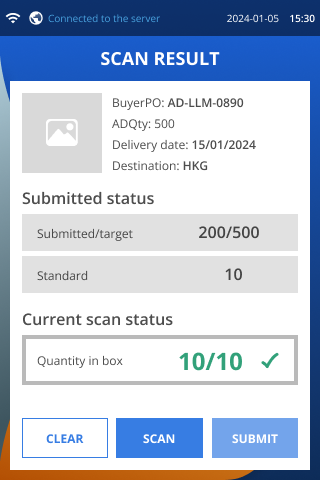 Connected to the server 2024-01-05 15:30
SCAN RESULT
BuyerPO: AD-LLM-0890
ADQty: 500
Delivery date: 15/01/2024
Destination: HKG
Submitted status
Submitted/target 200/500
Standard 10
Current scan status
Quantity in box 10/10
CLEAR SCAN SUBMIT